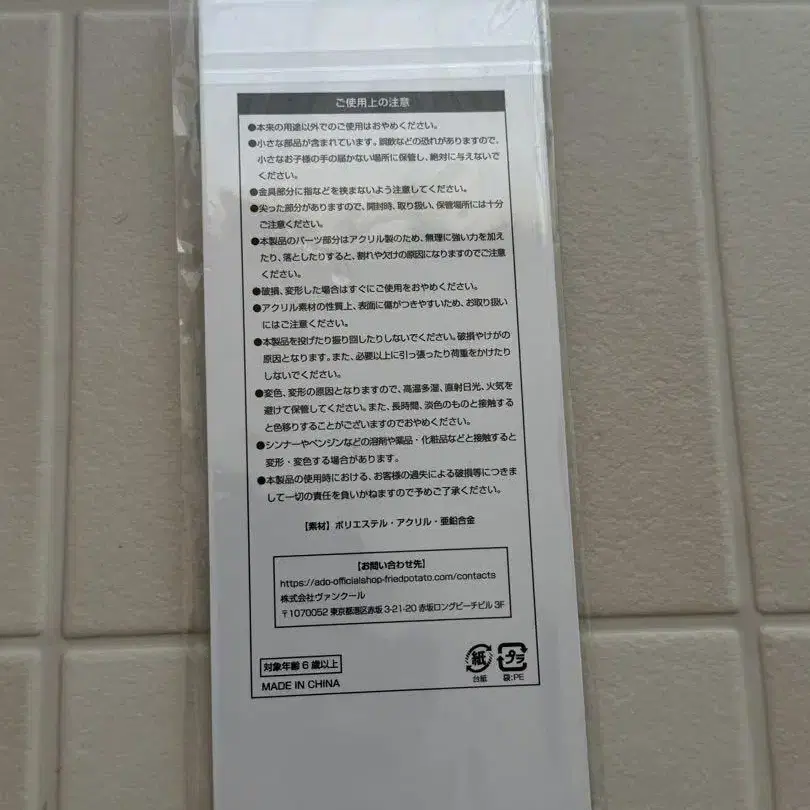 ご使用上の注意
●本来の用途以外でのご使用はおやめください。
●小さな部品が含まれています。誤飲などの恐れがありますので、
小さなお子様の手の届かない場所に保管し、絶対に与えないで
ください。
●金具部分に指などを挟まないよう注意してください。
●尖った部分がありますので、開封時、取り扱い、保管場所には十分
ご注意ください。
●本製品のパーツ部分はアクリル製のため、無理に強い力を加え
たり、落としたりすると、割れや欠けの原因になりますのでご注意
ください。
●破損、変形した場合はすぐにご使用をおやめください。
●アクリル素材の性質上、表面に傷がつきやすいため、お取り扱い
にはご注意ください。
●本製品を投げたり振り回したりしないでください。破損やけがの
原因となります。また、必要以上に引っ張ったり荷重をかけたり
しないでください。
●変色、変形の原因となりますので、高温多湿、直射日光、火気を
避けて保管してください。また、長時間、淡色のものと接触する
と色移りすることがございますのでおやめください。
●シンナーやベンジンなどの溶剤や薬品・化粧品などと接触すると
変形・変色する場合があります。
●本製品の使用時における、お客様の過失による破損等につきま
して一切の責任を負いかねますので予めご了承ください。
【素材】ポリエステル・アクリル・亜鉛合金
【お問い合わせ先】
https://ado-officialshop-friedpotato.com/contacts
株式会社ヴァンクール
〒1070052 東京都港区赤坂 3-21-20 赤坂ロングビーチビル 3F
対象年齢 6 歳以上
MADE IN CHINA
紙
台紙
プラ
袋:PE